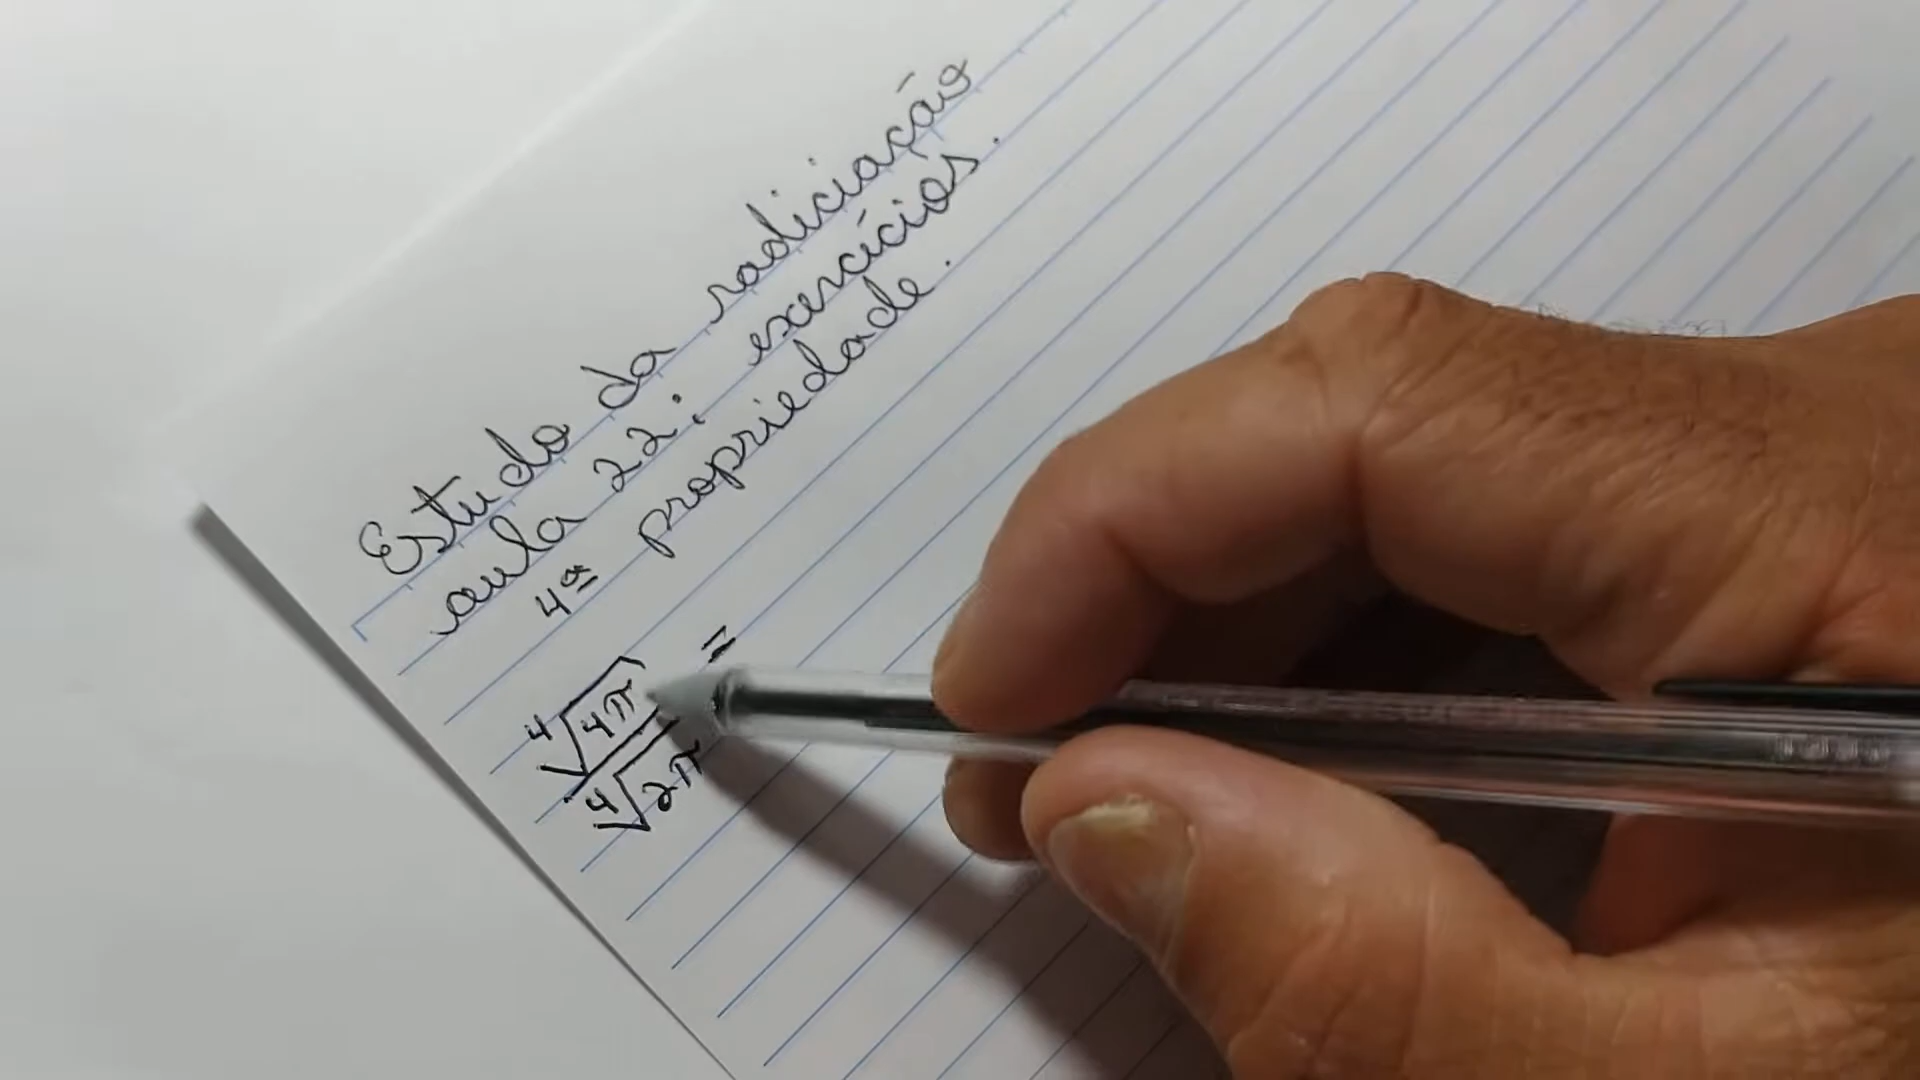 Estudo da radiciação
aula 22: exercícios.
4ª propriedade.
⁴√4π =
⁴√2π